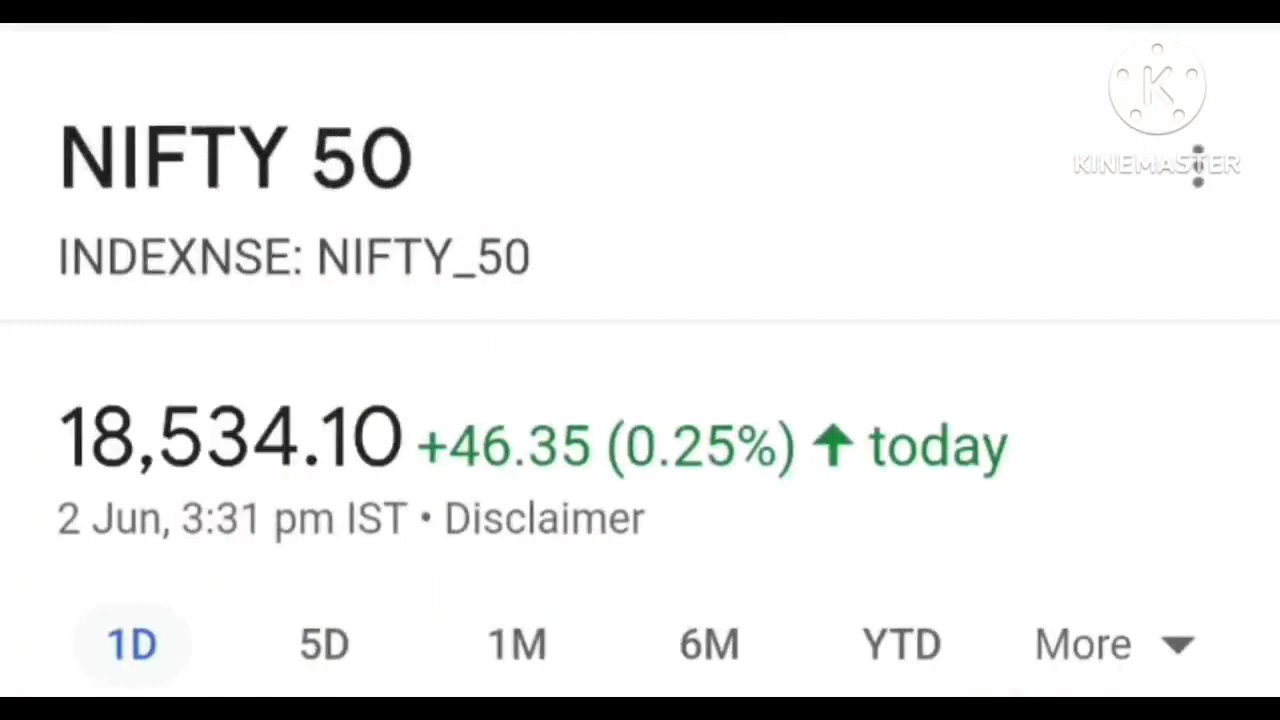 K
KINEMASTER
NIFTY 50
INDEXNSE: NIFTY_50
18,534.10 +46.35 (0.25%) ↑ today
2 Jun, 3:31 pm IST • Disclaimer
1D 5D 1M 6M YTD More